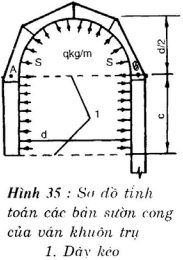 qkg/m
S
S
A
B
d/2
1
c
d
Hình 35 : Sơ đồ tính
toán các bản sườn cong
của ván khuôn trụ
1. Dây kéo